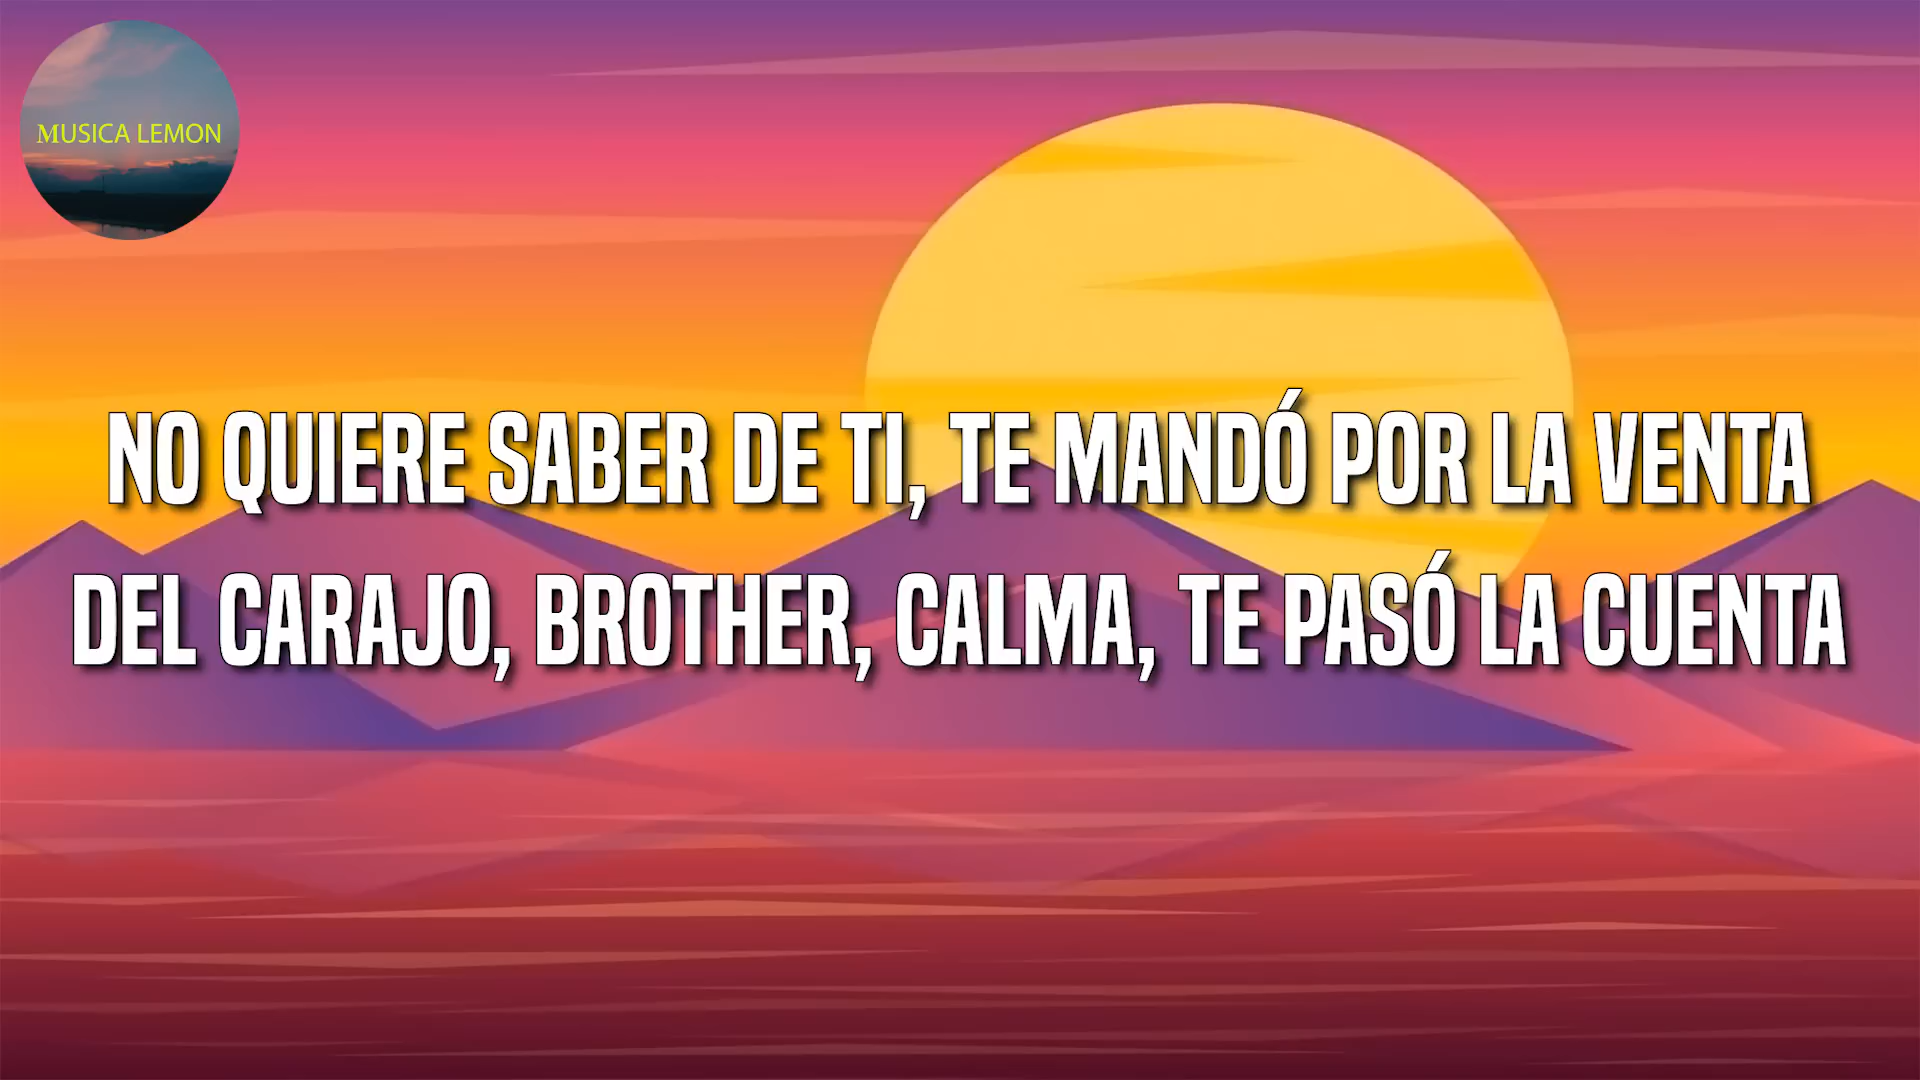 MUSICA LEMON
NO QUIERE SABER DE TI, TE MANDÓ POR LA VENTA
DEL CARAJO, BROTHER, CALMA, TE PASÓ LA CUENTA